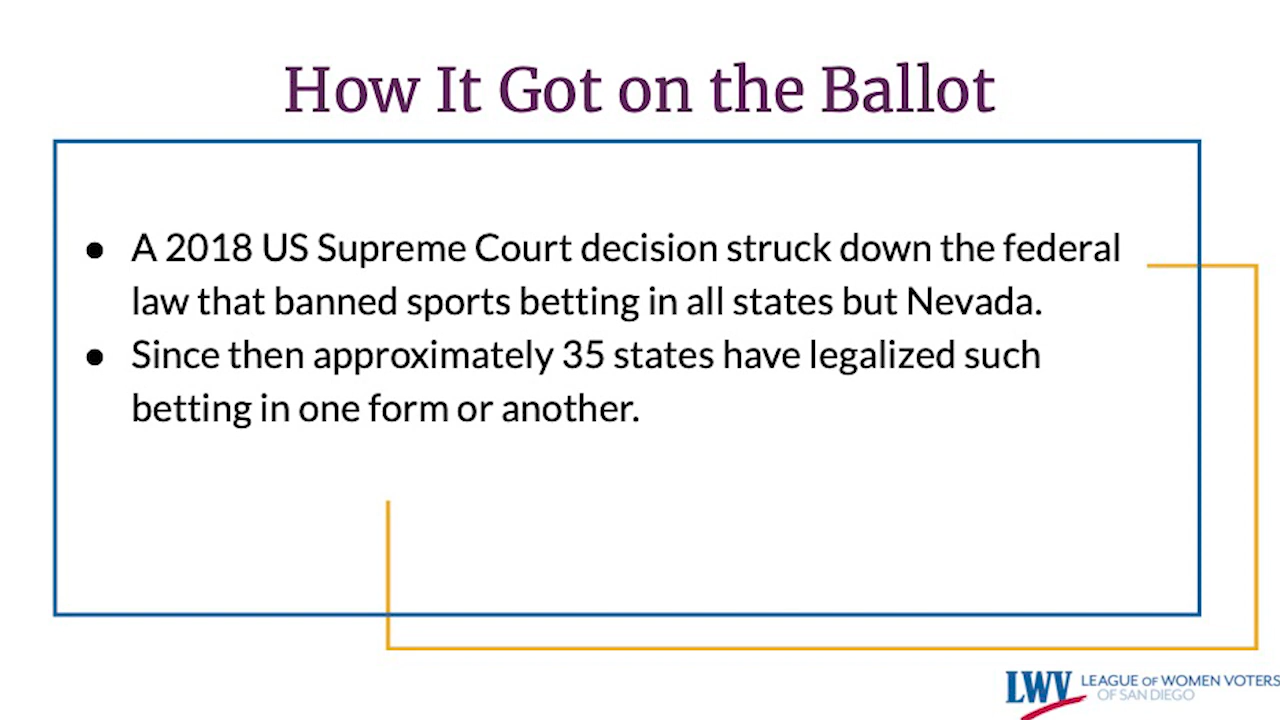 How It Got on the Ballot
● A 2018 US Supreme Court decision struck down the federal
law that banned sports betting in all states but Nevada.
● Since then approximately 35 states have legalized such
betting in one form or another.
LWV LEAGUE OF WOMEN VOTERS
OF SAN DIEGO